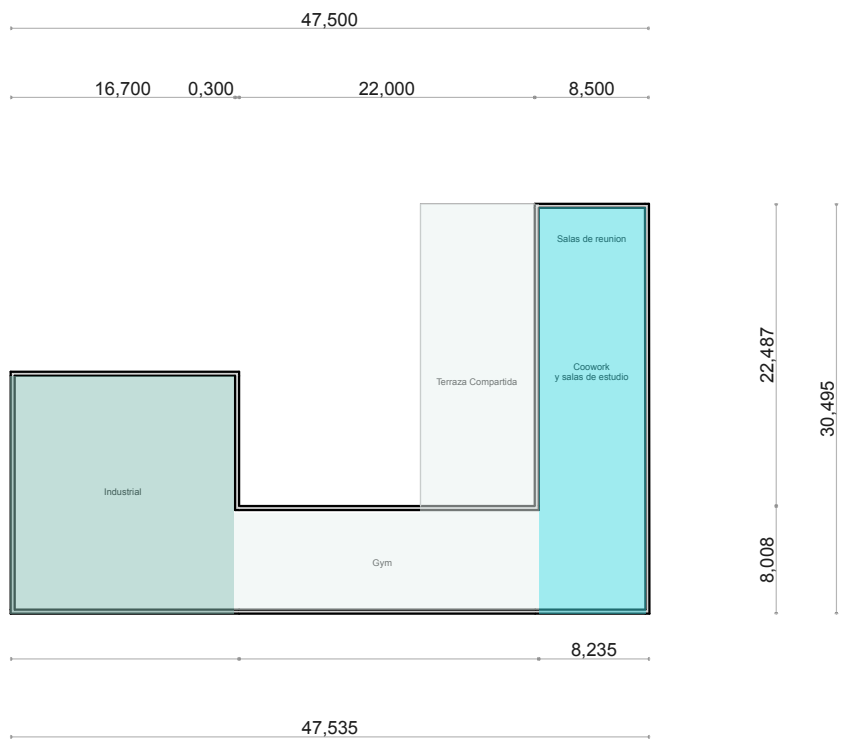 47,500
16,700 0,300 22,000 8,500
Salas de reunion
22,487
30,495
Coowork
y salas de estudio
Terraza Compartida
Industrial
Gym
8,008
8,235
47,535